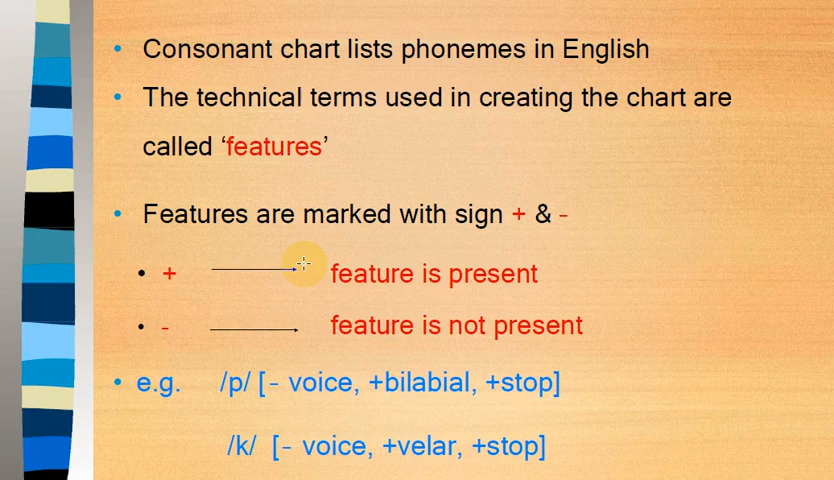 • Consonant chart lists phonemes in English
• The technical terms used in creating the chart are
called ‘features’
• Features are marked with sign + & -
• + → feature is present
• - → feature is not present
• e.g. /p/ [- voice, +bilabial, +stop]
/k/ [- voice, +velar, +stop]